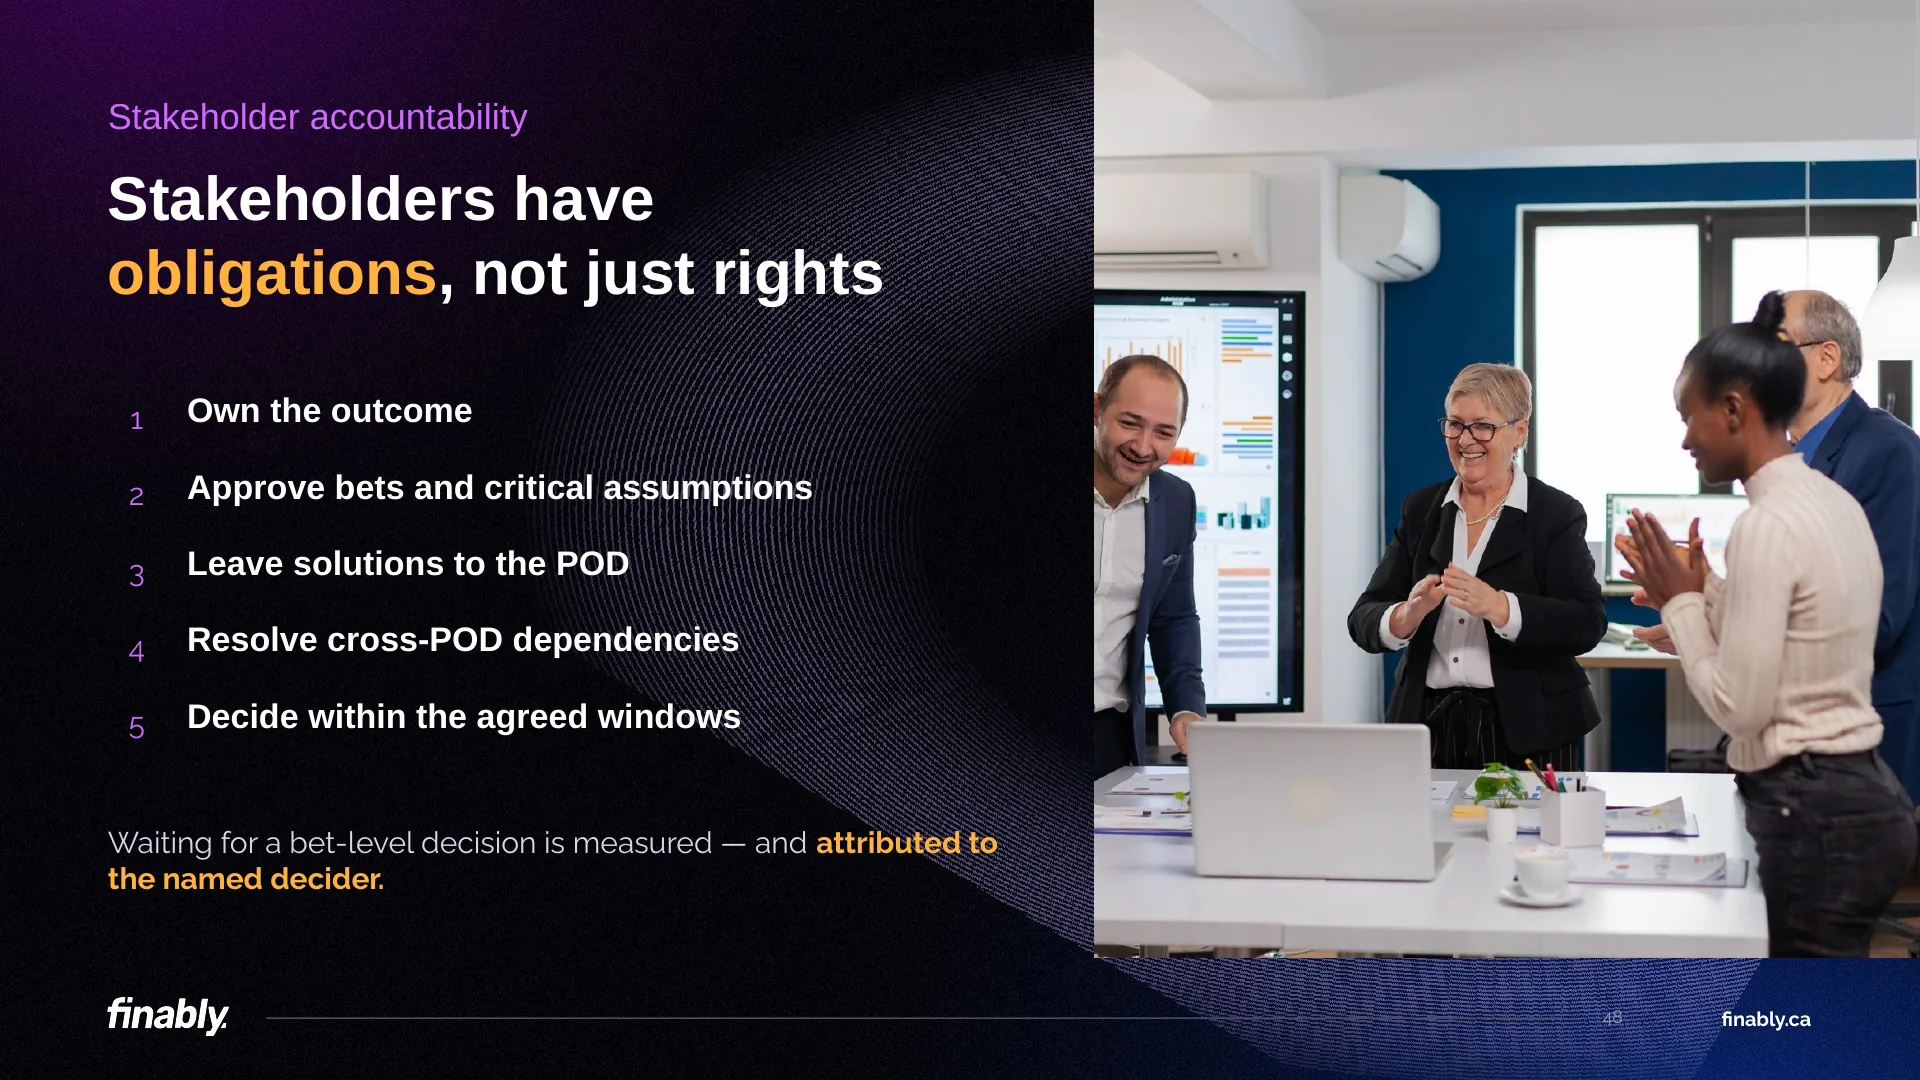 Stakeholder accountability
Stakeholders have
obligations, not just rights
1 Own the outcome
2 Approve bets and critical assumptions
3 Leave solutions to the POD
4 Resolve cross-POD dependencies
5 Decide within the agreed windows
Waiting for a bet-level decision is measured — and attributed to
the named decider.
finably.
48
finably.ca